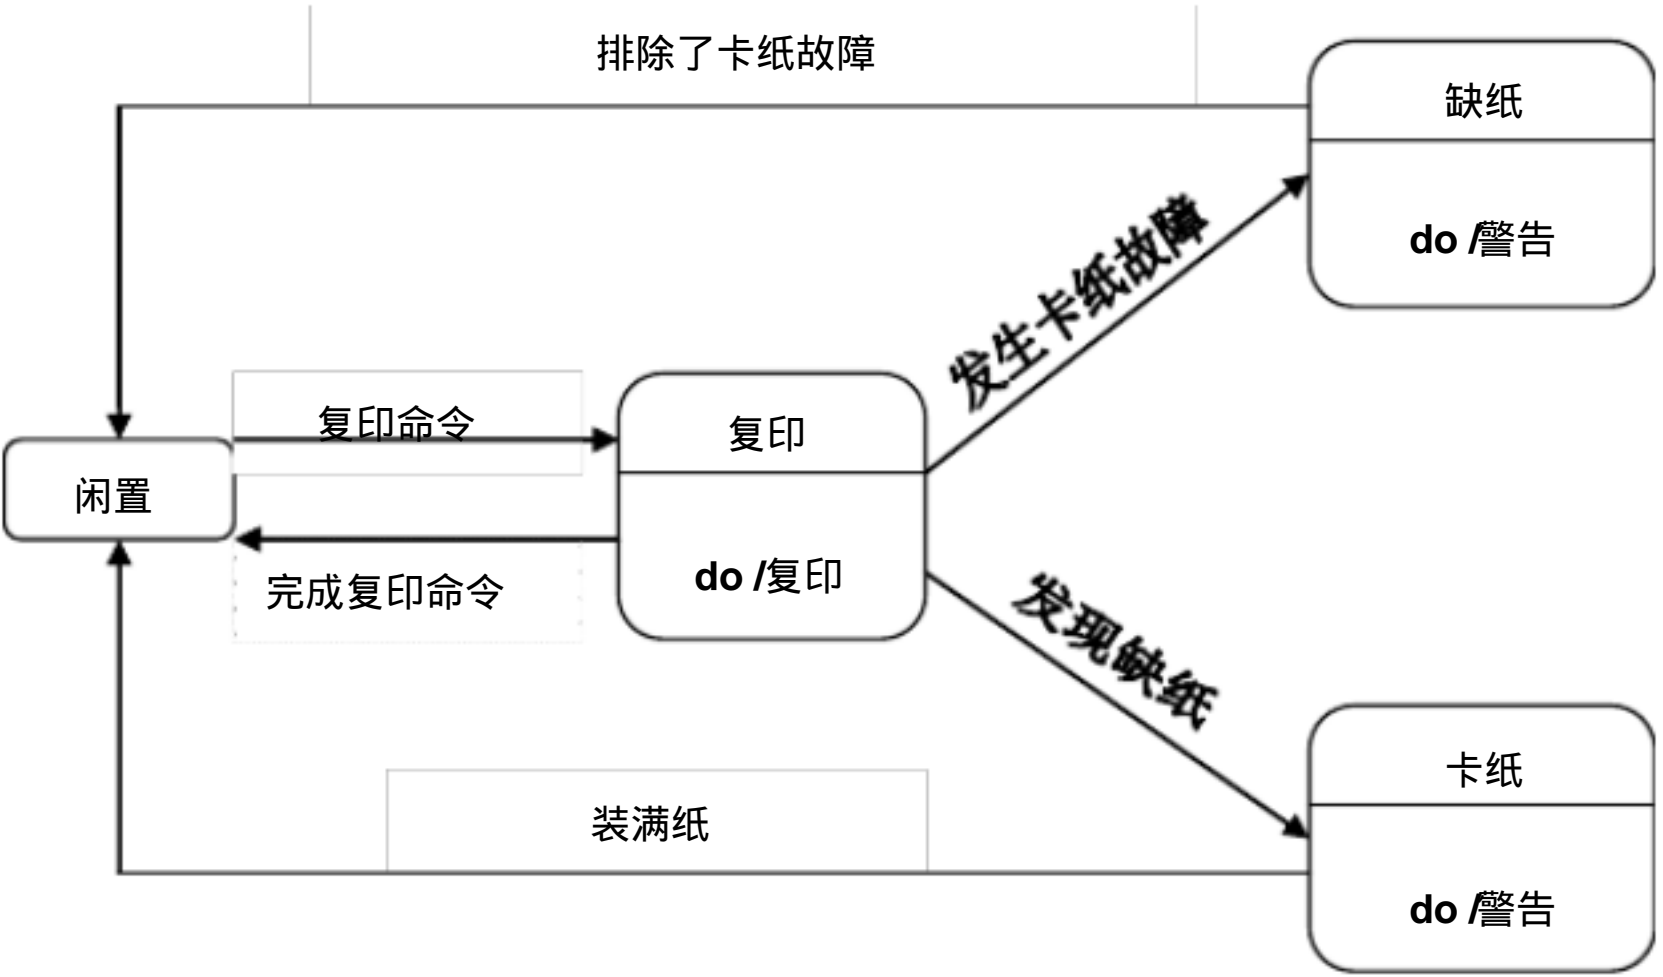 排除了卡纸故障
缺纸
do /警告
发生卡纸故障
复印命令
复印
闲置
do /复印
完成复印命令
发现缺纸
卡纸
装满纸
do /警告